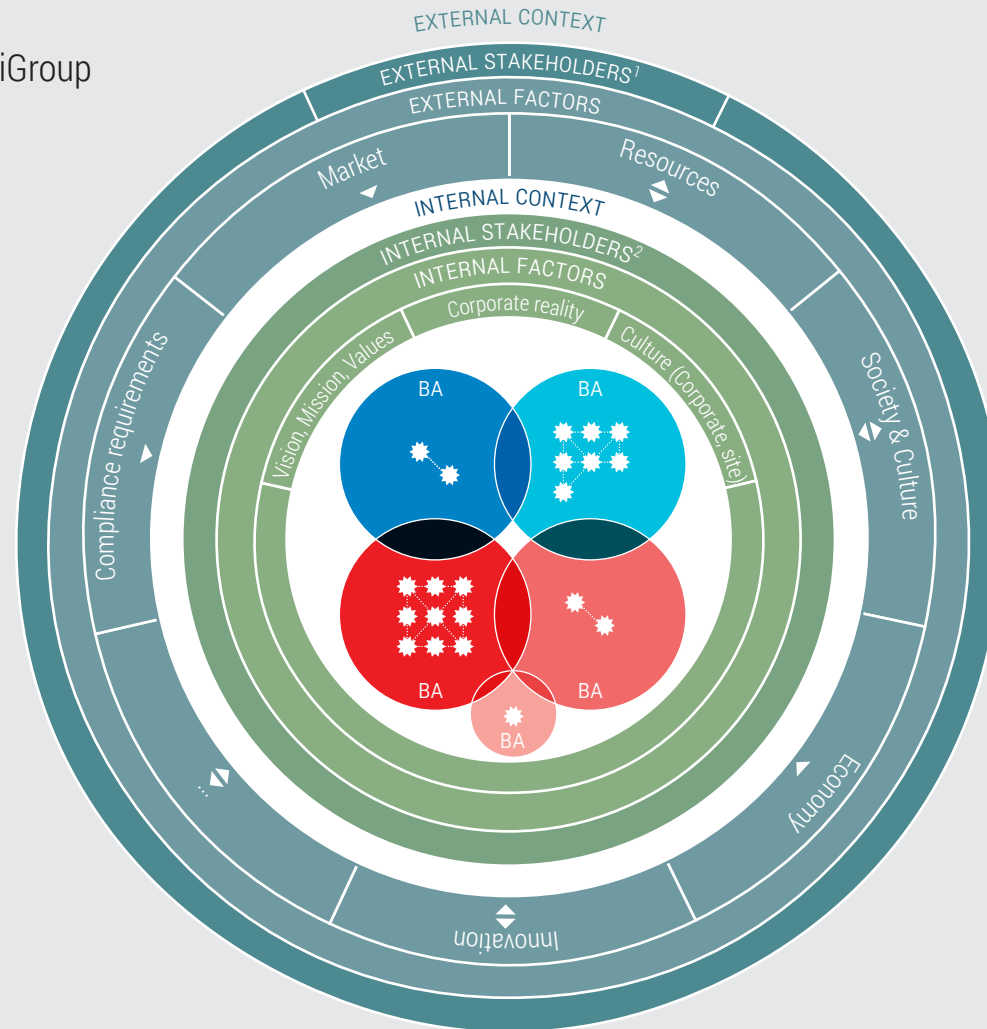 EXTERNAL CONTEXT
iGroup
EXTERNAL STAKEHOLDERS¹
EXTERNAL FACTORS
Market
Resources
INTERNAL CONTEXT
INTERNAL STAKEHOLDERS²
INTERNAL FACTORS
Vision, Mission, Values
Corporate reality
Culture (Corporate, site)
Compliance requirements
Society & Culture
BA
BA
BA
BA
BA
...
Economy
Innovation